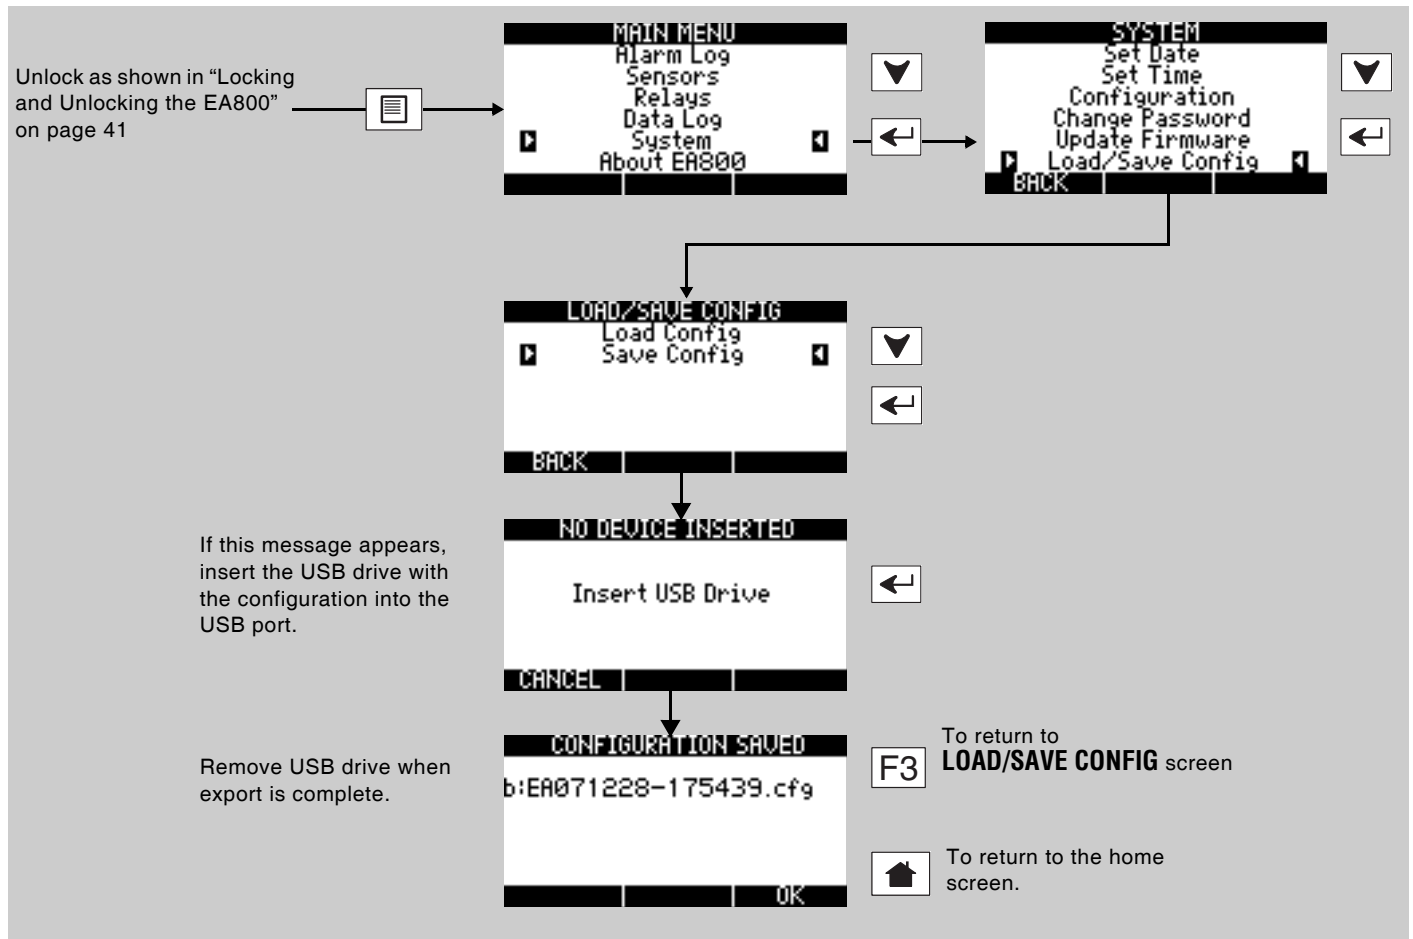 Unlock as shown in “Locking
and Unlocking the EA800”
on page 41
MAIN MENU
Alarm Log
Sensors
Relays
Data Log
System
About EA800
SYSTEM
Set Date
Set Time
Configuration
Change Password
Update Firmware
Load/Save Config
BACK
LOAD/SAVE CONFIG
Load Config
Save Config
BACK
If this message appears,
insert the USB drive with
the configuration into the
USB port.
NO DEVICE INSERTED
Insert USB Drive
CANCEL
Remove USB drive when
export is complete.
CONFIGURATION SAVED
b:EA071228-175439.cfg
OK
F3
To return to
LOAD/SAVE CONFIG screen
To return to the home
screen.